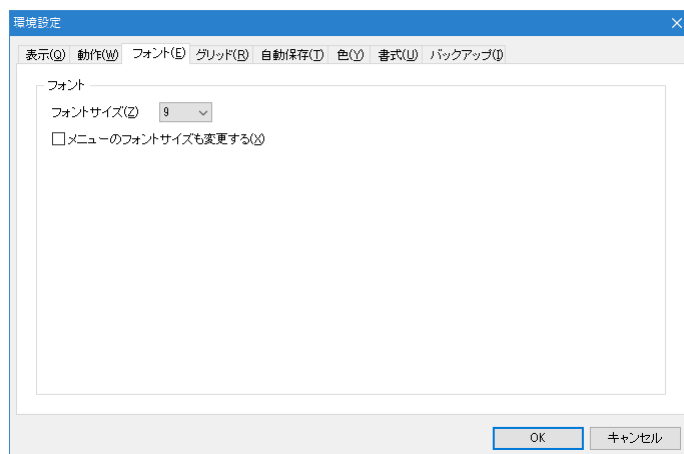 環境設定
表示(Q) 動作(W) フォント(E) グリッド(R) 自動保存(T) 色(Y) 書式(U) バックアップ(I)
フォント
フォントサイズ(Z) 9
メニューのフォントサイズも変更する(X)
OK キャンセル